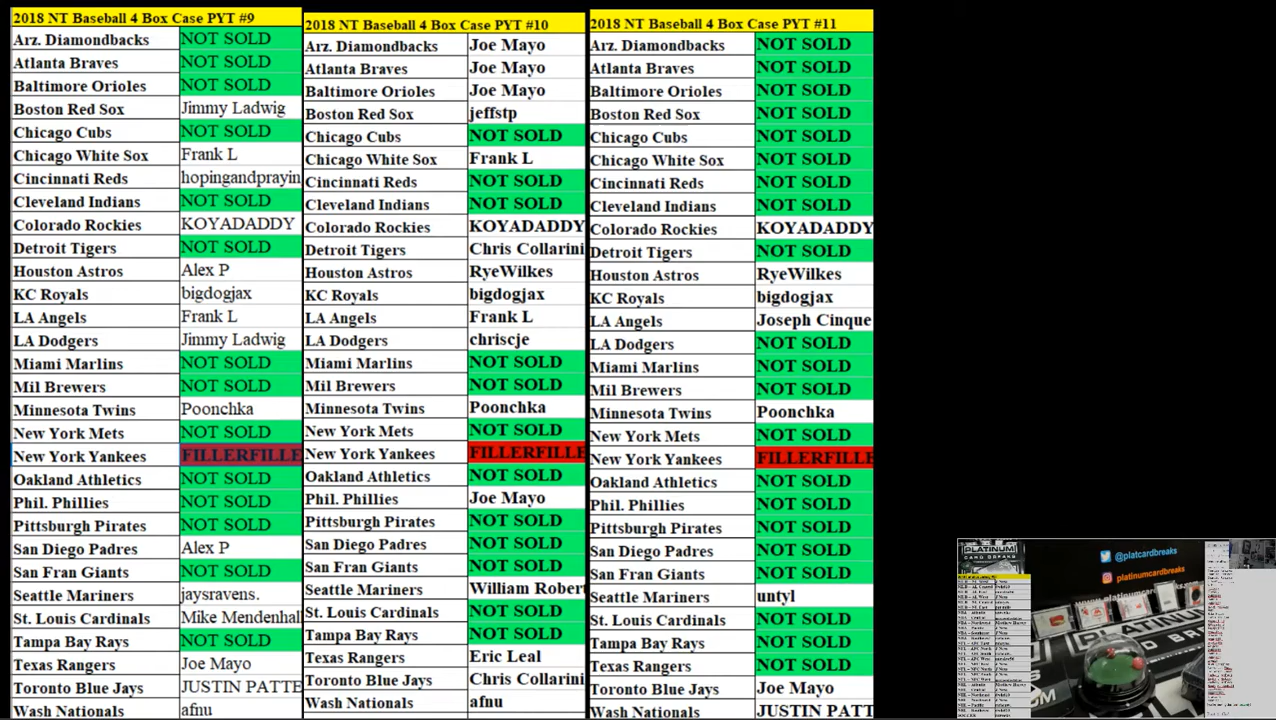 2018 NT Baseball 4 Box Case PYT #9
Arz. Diamondbacks NOT SOLD
Atlanta Braves NOT SOLD
Baltimore Orioles NOT SOLD
Boston Red Sox Jimmy Ladwig
Chicago Cubs NOT SOLD
Chicago White Sox Frank L
Cincinnati Reds hopingandprayin
Cleveland Indians NOT SOLD
Colorado Rockies KOYADADDY
Detroit Tigers NOT SOLD
Houston Astros Alex P
KC Royals bigdogjax
LA Angels Frank L
LA Dodgers Jimmy Ladwig
Miami Marlins NOT SOLD
Mil Brewers NOT SOLD
Minnesota Twins Poonchka
New York Mets NOT SOLD
New York Yankees FILLERFILLE
Oakland Athletics NOT SOLD
Phil. Phillies NOT SOLD
Pittsburgh Pirates NOT SOLD
San Diego Padres Alex P
San Fran Giants NOT SOLD
Seattle Mariners jaysravens.
St. Louis Cardinals Mike Mendenhal
Tampa Bay Rays NOT SOLD
Texas Rangers Joe Mayo
Toronto Blue Jays JUSTIN PATTE
Wash Nationals afnu
2018 NT Baseball 4 Box Case PYT #10
Arz. Diamondbacks Joe Mayo
Atlanta Braves Joe Mayo
Baltimore Orioles Joe Mayo
Boston Red Sox jeffstp
Chicago Cubs NOT SOLD
Chicago White Sox Frank L
Cincinnati Reds NOT SOLD
Cleveland Indians NOT SOLD
Colorado Rockies KOYADADDY
Detroit Tigers Chris Collarini
Houston Astros RyeWilkes
KC Royals bigdogjax
LA Angels Frank L
LA Dodgers chriscje
Miami Marlins NOT SOLD
Mil Brewers NOT SOLD
Minnesota Twins Poonchka
New York Mets NOT SOLD
New York Yankees FILLERFILLE
Oakland Athletics NOT SOLD
Phil. Phillies Joe Mayo
Pittsburgh Pirates NOT SOLD
San Diego Padres NOT SOLD
San Fran Giants NOT SOLD
Seattle Mariners William Robert
St. Louis Cardinals NOT SOLD
Tampa Bay Rays NOT SOLD
Texas Rangers Eric Leal
Toronto Blue Jays Chris Collarini
Wash Nationals afnu
2018 NT Baseball 4 Box Case PYT #11
Arz. Diamondbacks NOT SOLD
Atlanta Braves NOT SOLD
Baltimore Orioles NOT SOLD
Boston Red Sox NOT SOLD
Chicago Cubs NOT SOLD
Chicago White Sox NOT SOLD
Cincinnati Reds NOT SOLD
Cleveland Indians NOT SOLD
Colorado Rockies KOYADADDY
Detroit Tigers NOT SOLD
Houston Astros RyeWilkes
KC Royals bigdogjax
LA Angels Joseph Cinque
LA Dodgers NOT SOLD
Miami Marlins NOT SOLD
Mil Brewers NOT SOLD
Minnesota Twins Poonchka
New York Mets NOT SOLD
New York Yankees FILLERFILLE
Oakland Athletics NOT SOLD
Phil. Phillies NOT SOLD
Pittsburgh Pirates NOT SOLD
San Diego Padres NOT SOLD
San Fran Giants NOT SOLD
Seattle Mariners untyl
St. Louis Cardinals NOT SOLD
Tampa Bay Rays NOT SOLD
Texas Rangers NOT SOLD
Toronto Blue Jays Joe Mayo
Wash Nationals JUSTIN PATT
PLATINUM
CARD BREAKS
@platcardbreaks
platinumcardbreaks